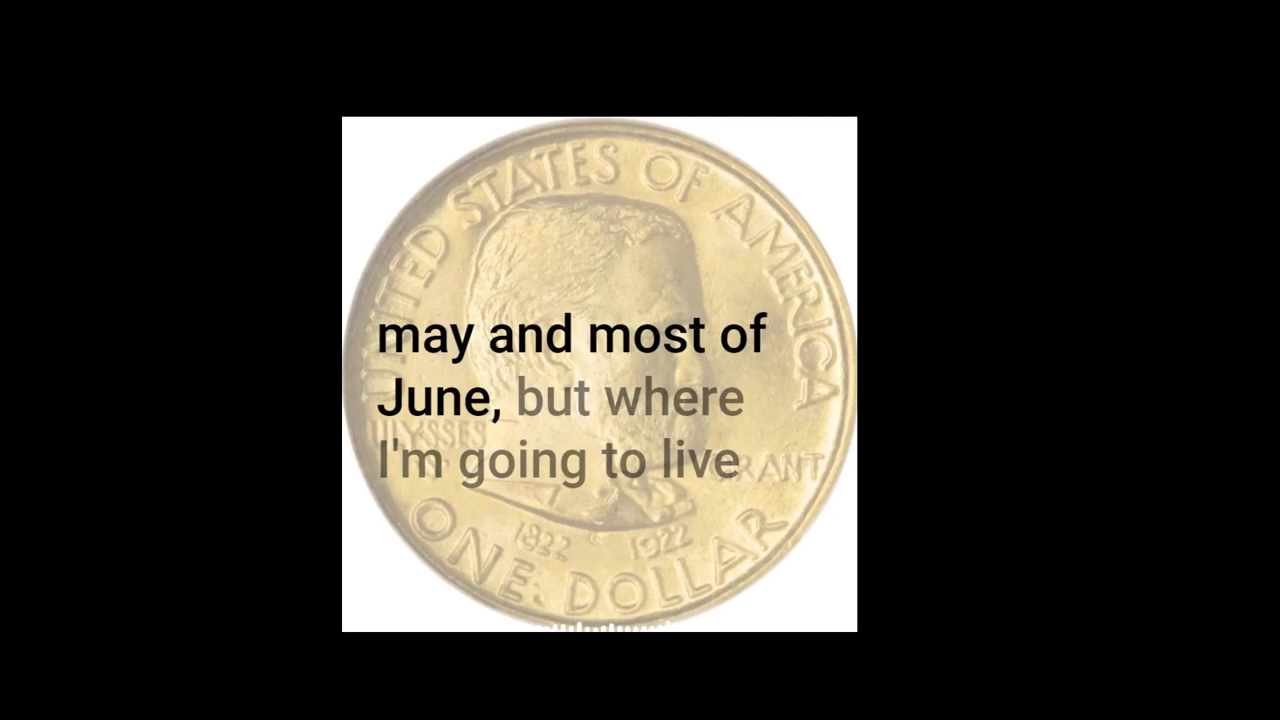 UNITED STATES OF AMERICA
may and most of
June, but where
I'm going to live
ULYSSES
GRANT
1822 1922
ONE DOLLAR